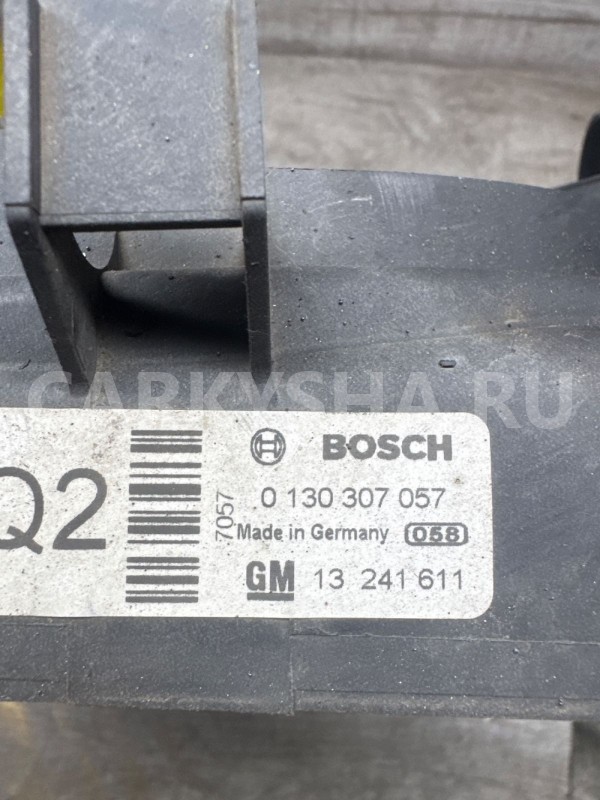 CARKYSHA.RU
BOSCH
Q2
7057
0 130 307 057
Made in Germany 058
GM 13 241 611